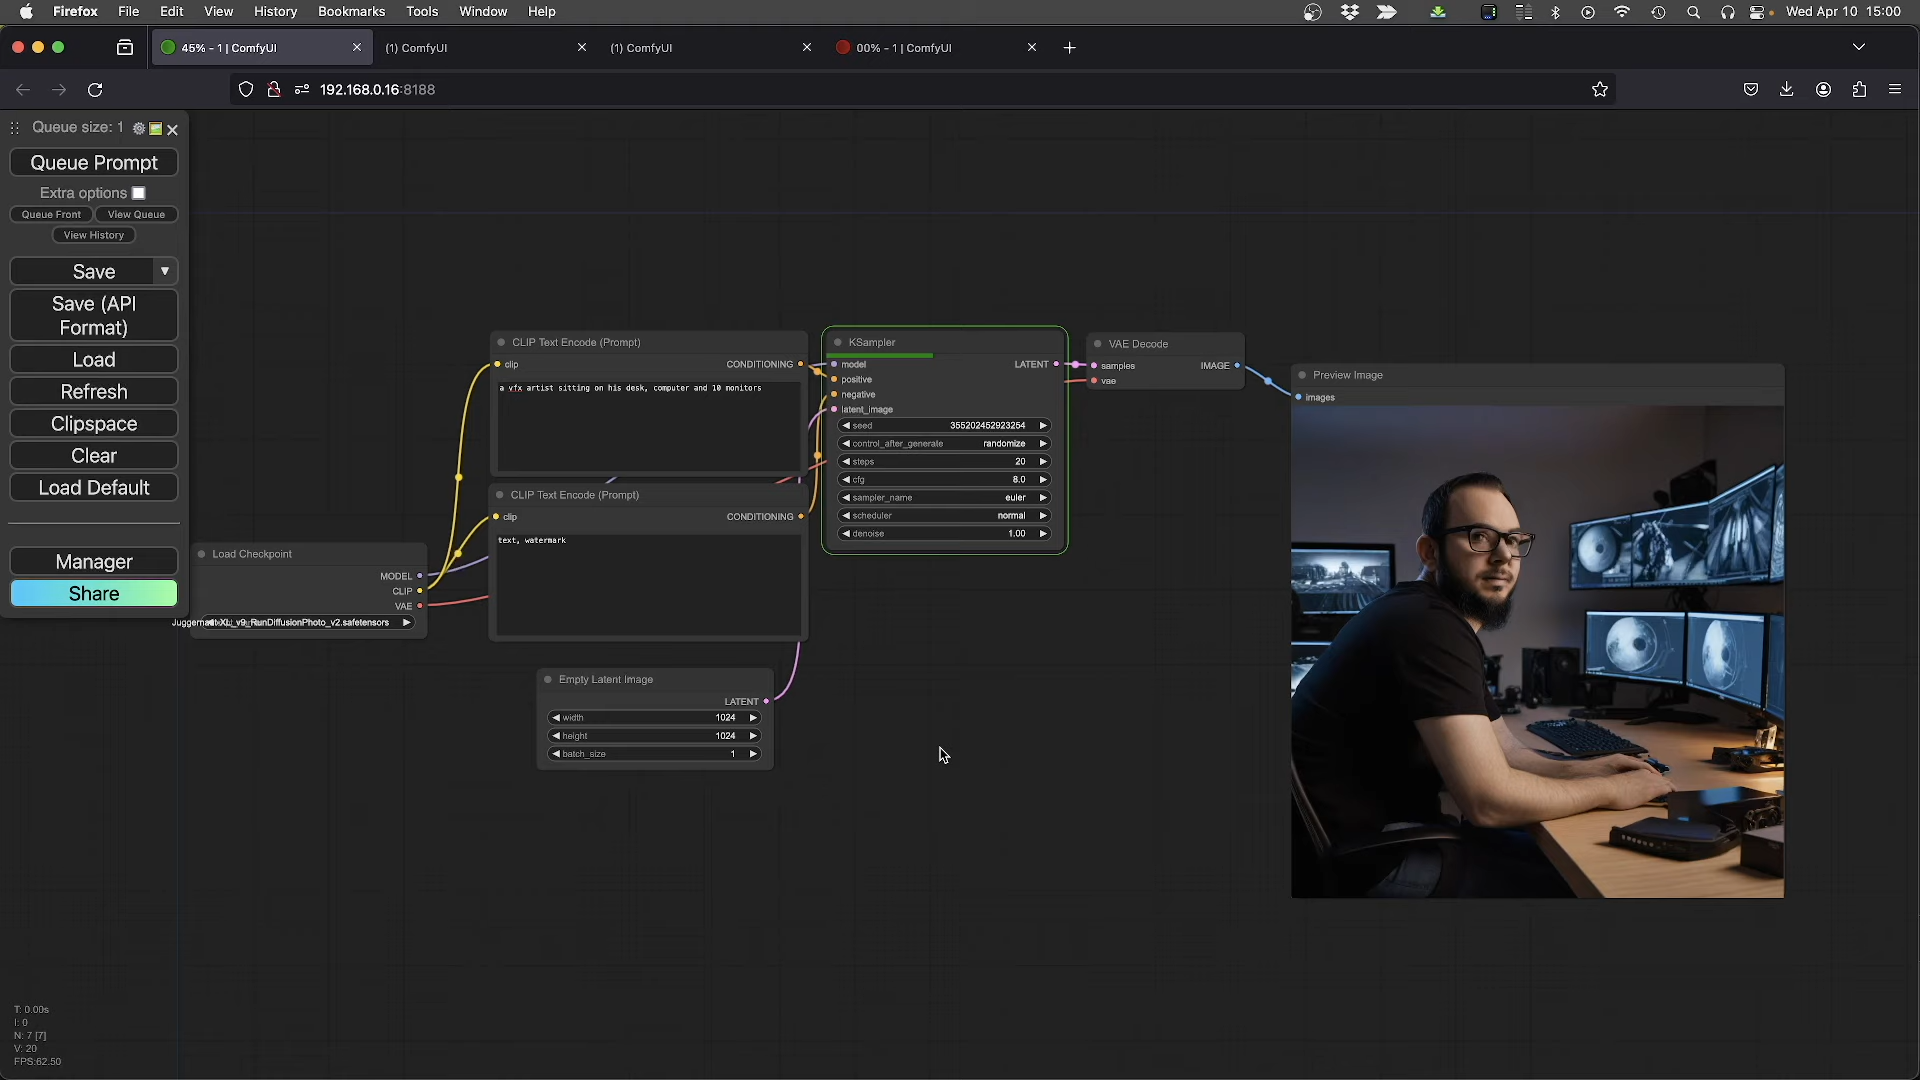 Firefox File Edit View History Bookmarks Tools Window Help Wed Apr 10 15:00
45% - 1 | ComfyUI (1) ComfyUI (1) ComfyUI 00% - 1 | ComfyUI
192.168.0.16:8188
Queue size: 1
Queue Prompt
Extra options
Queue Front View Queue
View History
Save
Save (API
Format)
Load
Refresh
Clipspace
Clear
Load Default
Manager
Share
Load Checkpoint
MODEL
CLIP
VAE
JuggernautXL_v9_RunDiffusionPhoto_v2.safetensors
CLIP Text Encode (Prompt)
clip CONDITIONING
a vfx artist sitting on his desk, computer and 10 monitors
CLIP Text Encode (Prompt)
clip CONDITIONING
text, watermark
Empty Latent Image
LATENT
width 1024
height 1024
batch_size 1
KSampler
model LATENT
positive
negative
latent_image
seed 355202452923254
control_after_generate randomize
steps 20
cfg 8.0
sampler_name euler
scheduler normal
denoise 1.00
VAE Decode
samples IMAGE
vae
Preview Image
images
T: 0.00s
I: 0
N: 7 [7]
V: 20
FPS:62.50